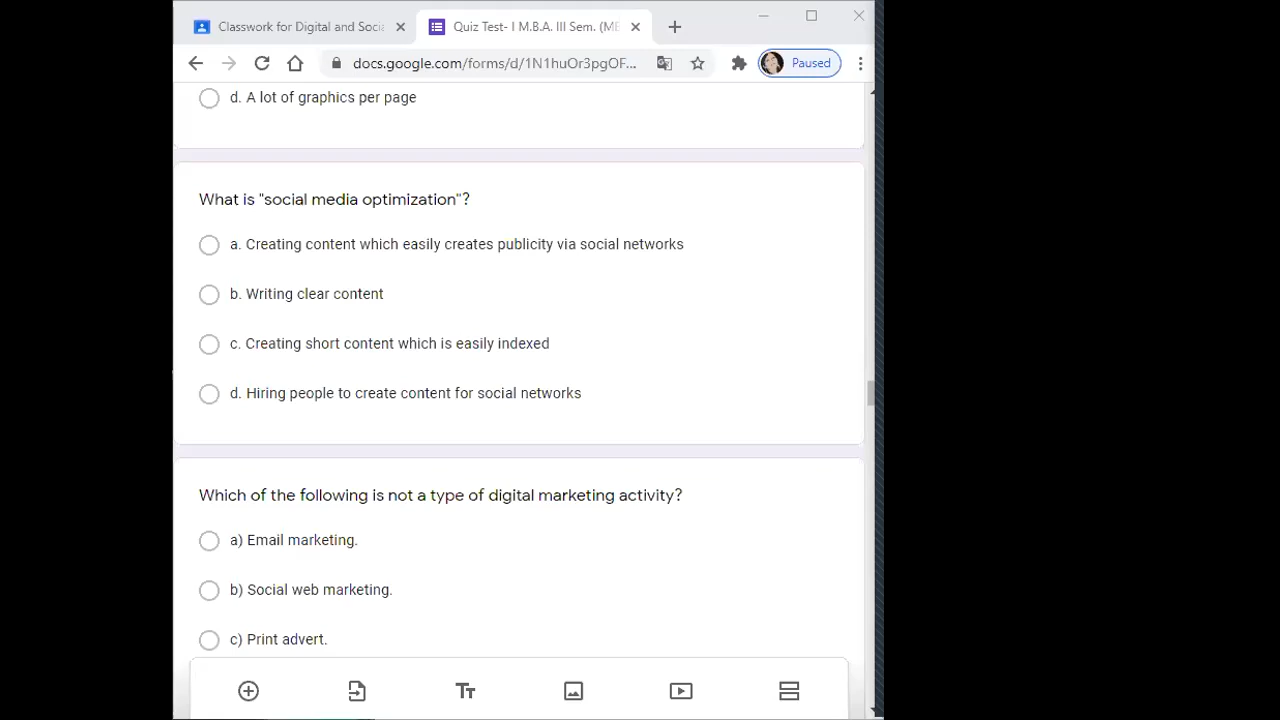 Classwork for Digital and Socia
Quiz Test- I M.B.A. III Sem. (ME
docs.google.com/forms/d/1N1huOr3pgOF...
Paused
d. A lot of graphics per page
What is "social media optimization"?
a. Creating content which easily creates publicity via social networks
b. Writing clear content
c. Creating short content which is easily indexed
d. Hiring people to create content for social networks
Which of the following is not a type of digital marketing activity?
a) Email marketing.
b) Social web marketing.
c) Print advert.
Tт